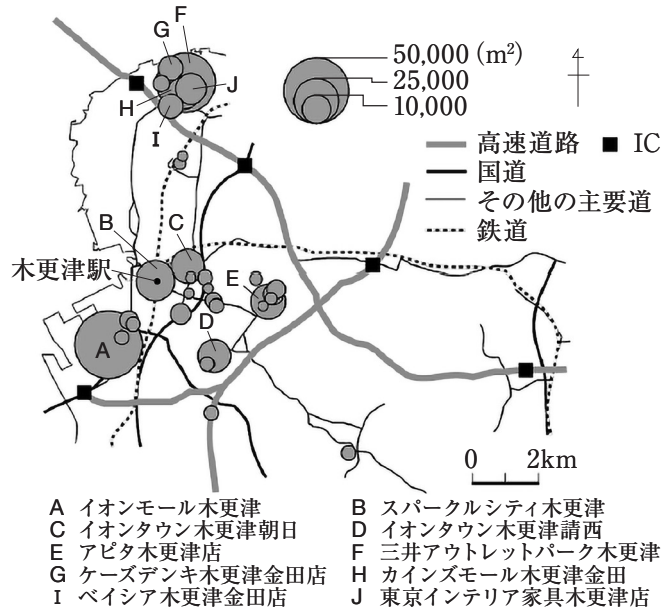 F
G
H
J
I
50,000 (m²)
25,000
10,000
高速道路 IC
国道
その他の主要道
鉄道
B
C
木更津駅
E
D
A
0 2km
A イオンモール木更津
B スパークルシティ木更津
C イオンタウン木更津朝日
D イオンタウン木更津請西
E アピタ木更津店
F 三井アウトレットパーク木更津
G ケーズデンキ木更津金田店
H カインズモール木更津金田
I ベイシア木更津金田店
J 東京インテリア家具木更津店